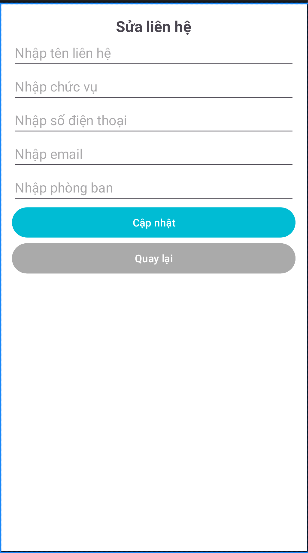 Sửa liên hệ
Nhập tên liên hệ
Nhập chức vụ
Nhập số điện thoại
Nhập email
Nhập phòng ban
Cập nhật
Quay lại